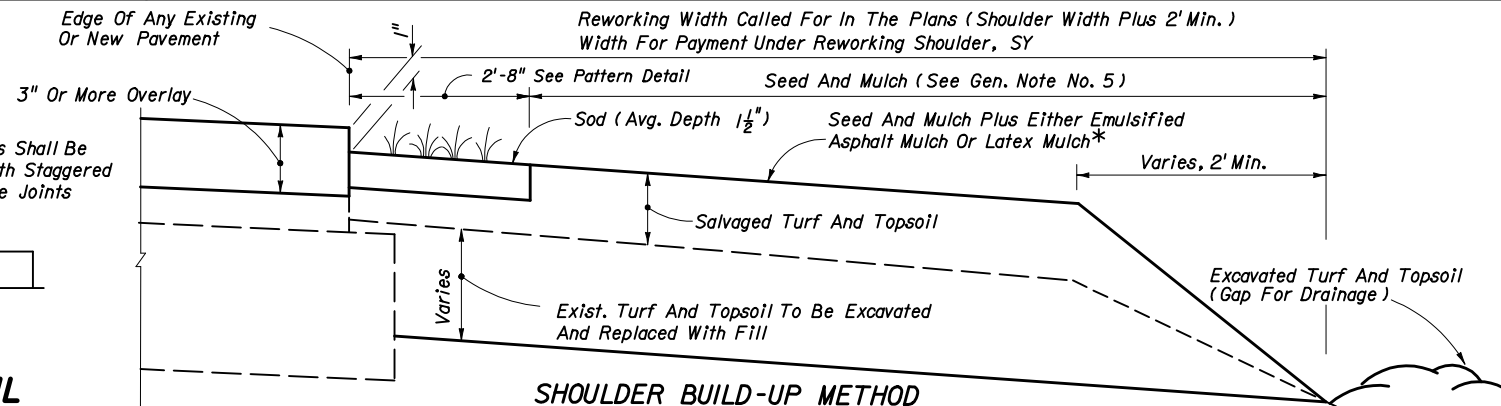 Edge Of Any Existing
Or New Pavement
1"
Reworking Width Called For In The Plans (Shoulder Width Plus 2' Min.)
Width For Payment Under Reworking Shoulder, SY
2'-8" See Pattern Detail
Seed And Mulch (See Gen. Note No. 5)
3" Or More Overlay
Sod (Avg. Depth 1 1/2")
Seed And Mulch Plus Either Emulsified
Asphalt Mulch Or Latex Mulch*
Varies, 2' Min.
s Shall Be
th Staggered
e Joints
Salvaged Turf And Topsoil
Varies
Exist. Turf And Topsoil To Be Excavated
And Replaced With Fill
Excavated Turf And Topsoil
(Gap For Drainage)
IL
SHOULDER BUILD-UP METHOD